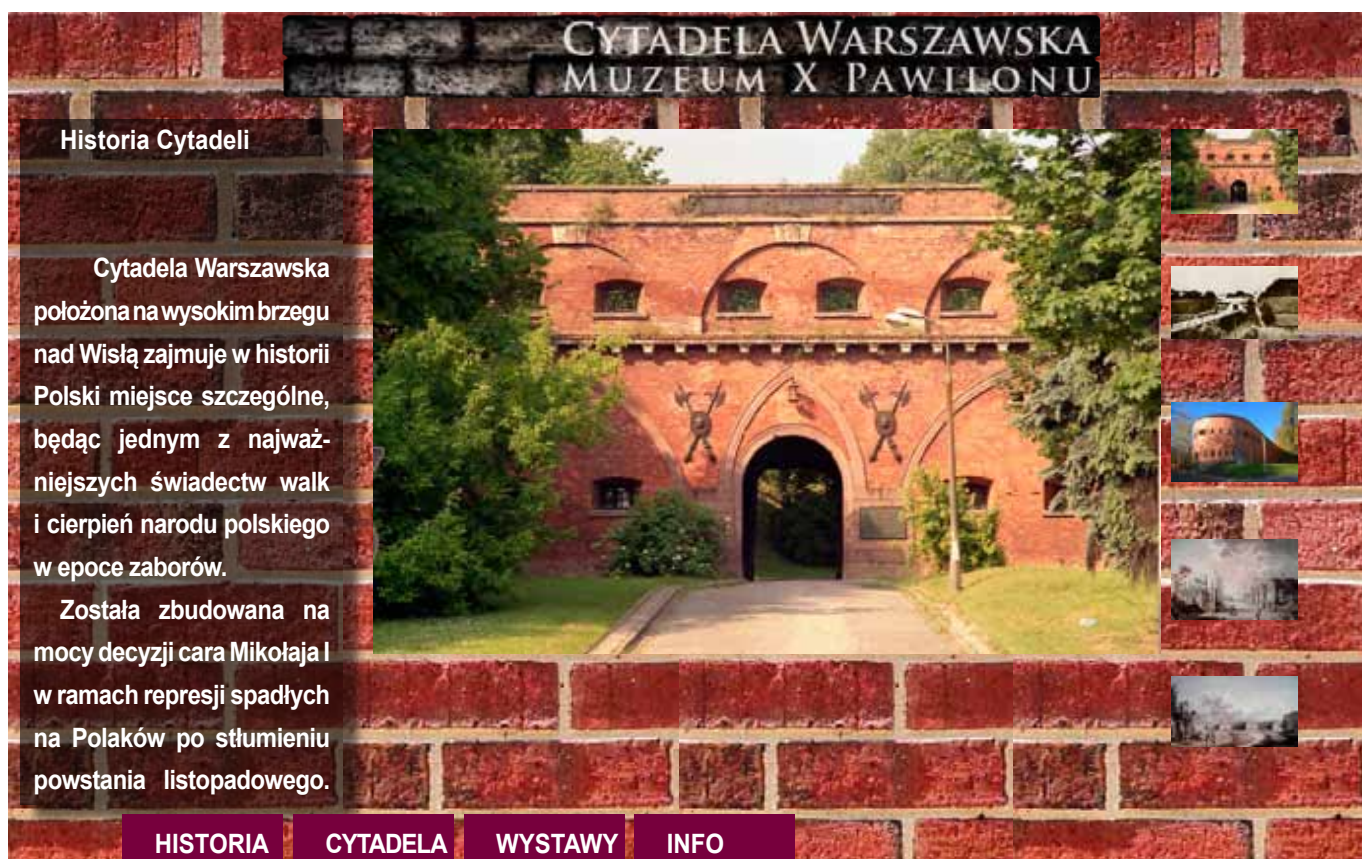 CYTADELA WARSZAWSKA
MUZEUM X PAWILONU
Historia Cytadeli
Cytadela Warszawska
położona na wysokim brzegu
nad Wisłą zajmuje w historii
Polski miejsce szczególne,
będąc jednym z najważ-
niejszych świadectw walk
i cierpień narodu polskiego
w epoce zaborów.
Została zbudowana na
mocy decyzji cara Mikołaja I
w ramach represji spadłych
na Polaków po stłumieniu
powstania listopadowego.
HISTORIA CYTADELA WYSTAWY INFO